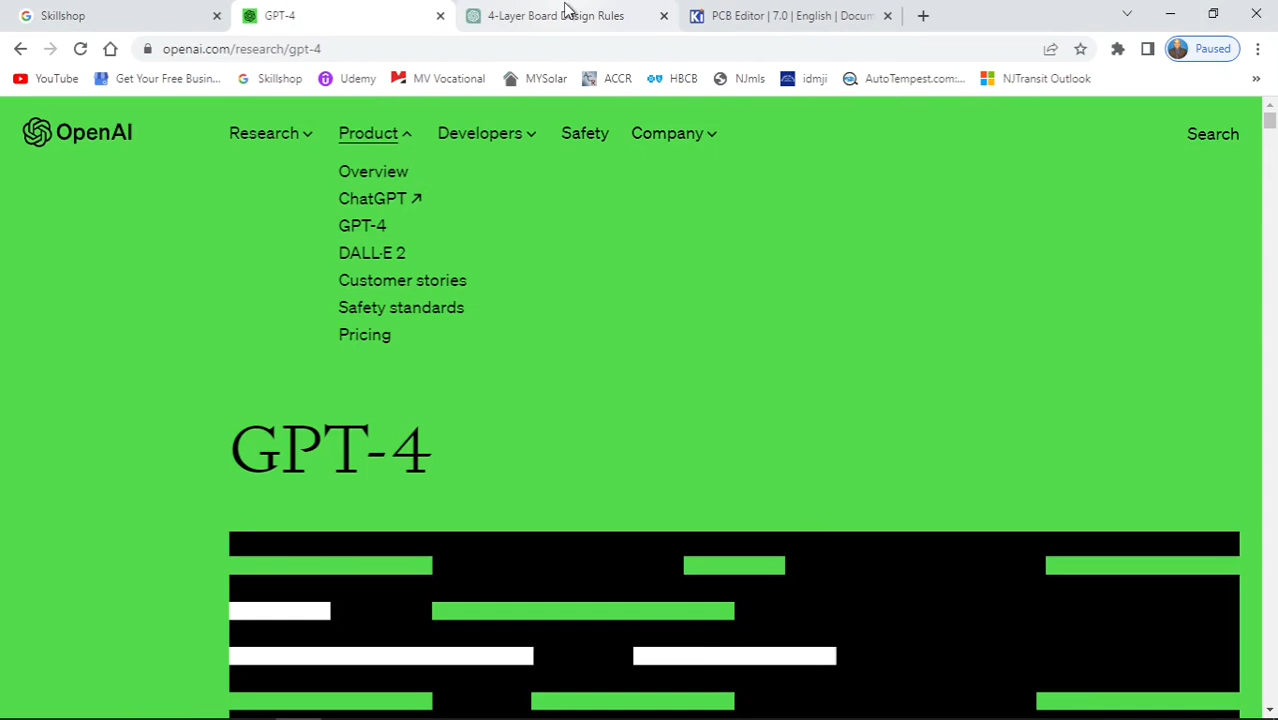 Skillshop
GPT-4
4-Layer Board Design Rules
PCB Editor | 7.0 | English | Docum
openai.com/research/gpt-4
Paused
YouTube
Get Your Free Busin...
Skillshop
Udemy
MV Vocational
MYSolar
ACCR
HBCB
NJmls
idmji
AutoTempest.com:...
NJTransit Outlook
»
OpenAI
Research
Product
Developers
Safety
Company
Search
Overview
ChatGPT ↗
GPT-4
DALL·E 2
Customer stories
Safety standards
Pricing
GPT-4